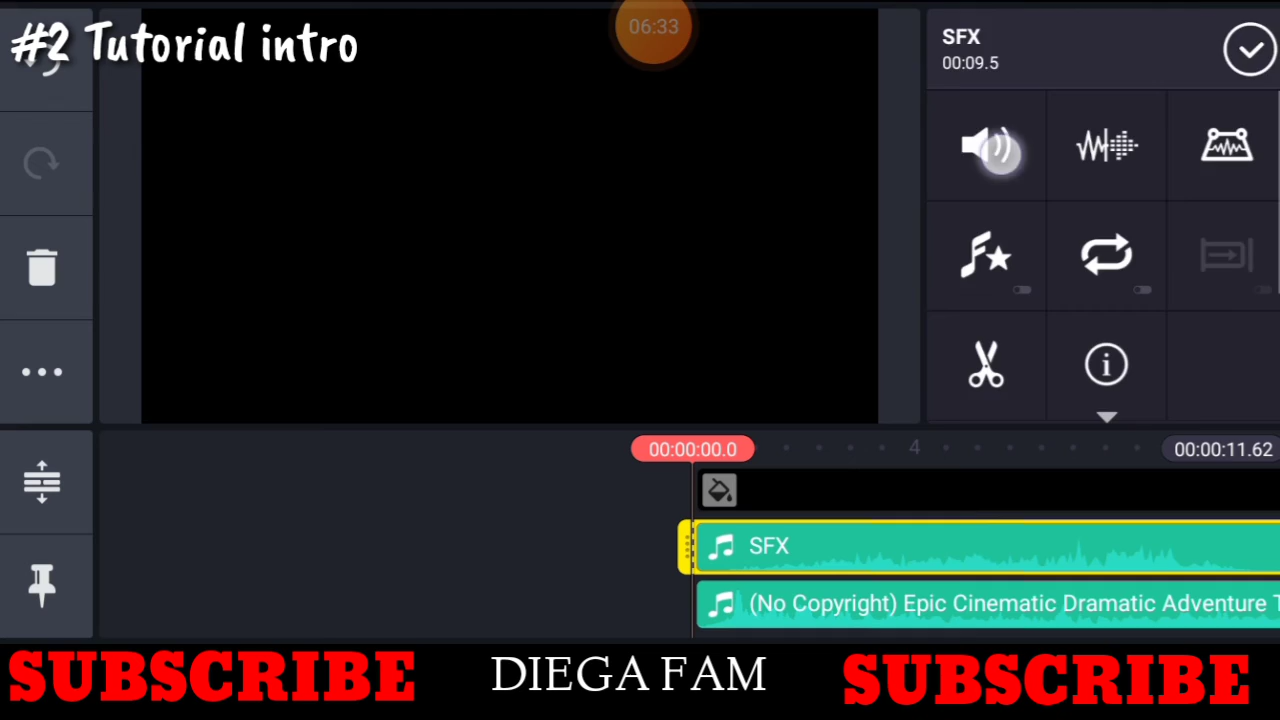 #2 Tutorial intro
06:33
SFX
00:09.5
00:00:00.0
4
00:00:11.62
SFX
(No Copyright) Epic Cinematic Dramatic Adventure T
SUBSCRIBE DIEGA FAM SUBSCRIBE